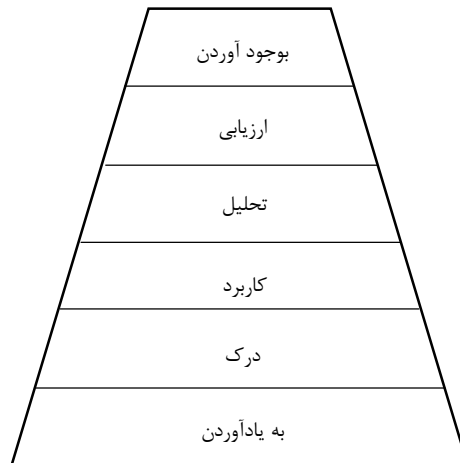 بوجود آوردن
ارزیابی
تحلیل
کاربرد
درک
به یادآوردن